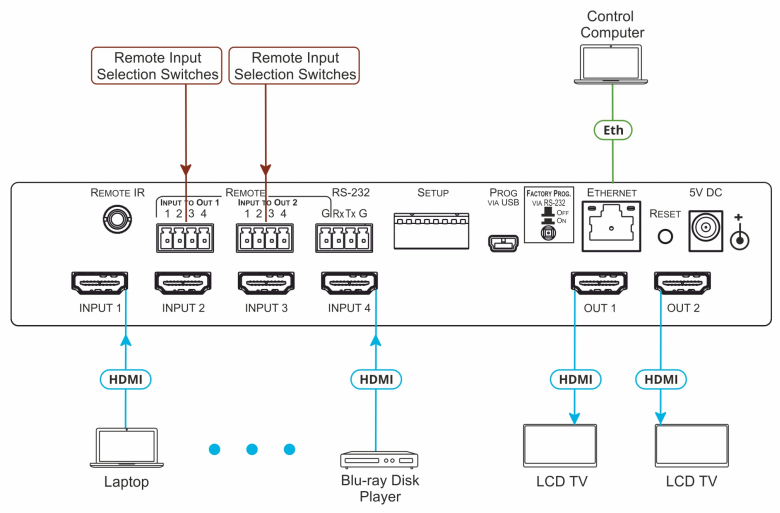 Control
Computer
Remote Input
Selection Switches
Remote Input
Selection Switches
Eth
REMOTE IR
REMOTE
RS-232
SETUP
PROG
VIA USB
FACTORY PROG.
VIA RS-232
OFF
ON
ETHERNET
5V DC
INPUT TO OUT 1
1 2 3 4
INPUT TO OUT 2
1 2 3 4
G Rx Tx G
RESET
+
INPUT 1
INPUT 2
INPUT 3
INPUT 4
OUT 1
OUT 2
HDMI
HDMI
HDMI
HDMI
Laptop
Blu-ray Disk
Player
LCD TV
LCD TV